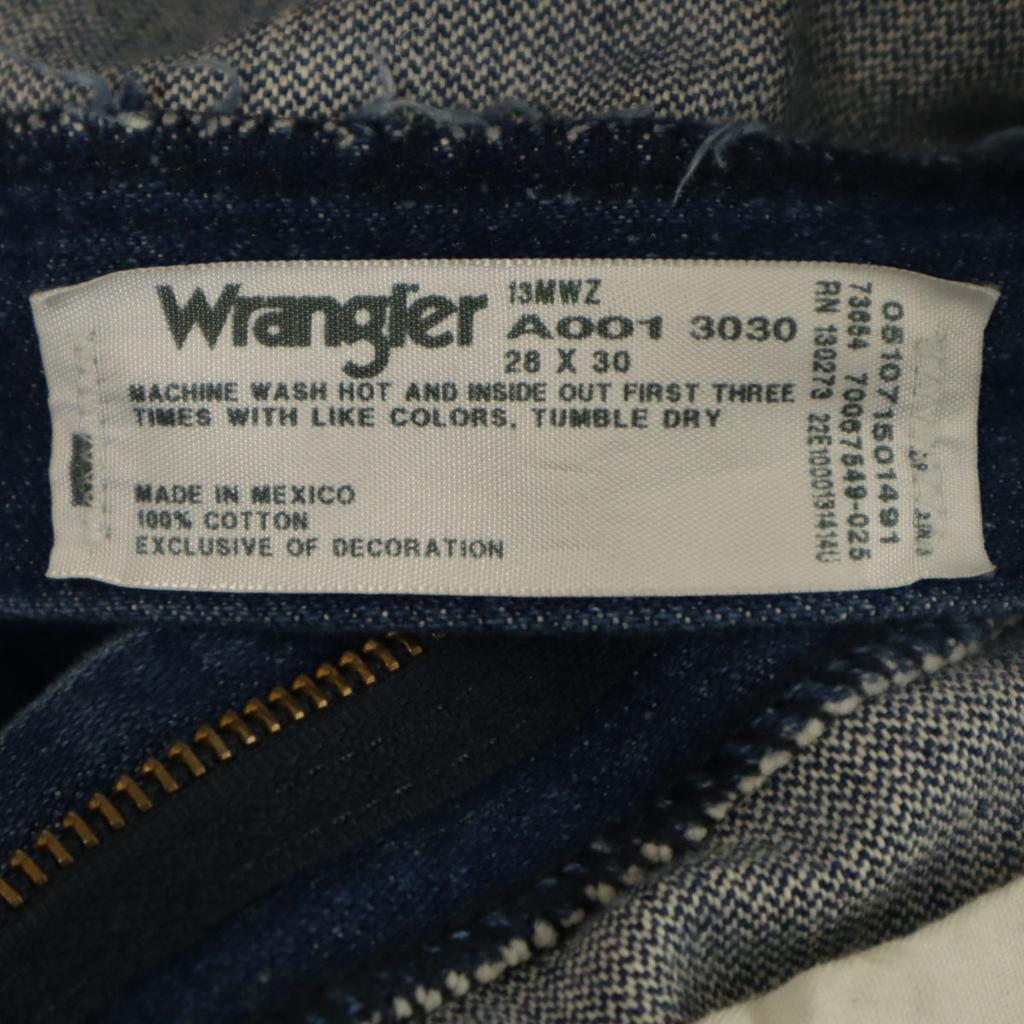 Wrangler
13MWZ
A001 3030
28 X 30
MACHINE WASH HOT AND INSIDE OUT FIRST THREE
TIMES WITH LIKE COLORS, TUMBLE DRY
MADE IN MEXICO
100% COTTON
EXCLUSIVE OF DECORATION
051071501491
73654 70067549-025
RN 130273